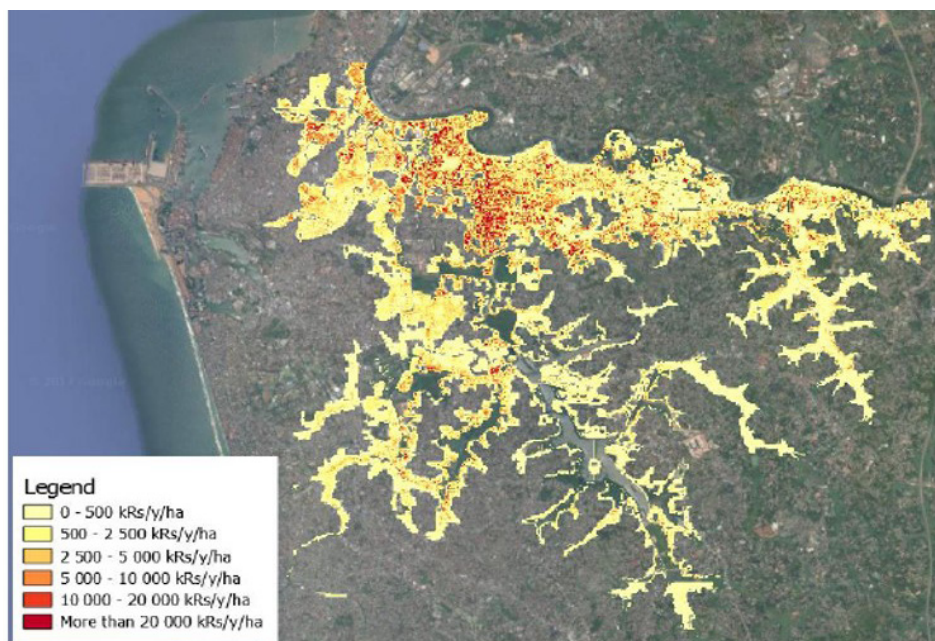 Legend
0 - 500 kRs/y/ha
500 - 2 500 kRs/y/ha
2 500 - 5 000 kRs/y/ha
5 000 - 10 000 kRs/y/ha
10 000 - 20 000 kRs/y/ha
More than 20 000 kRs/y/ha